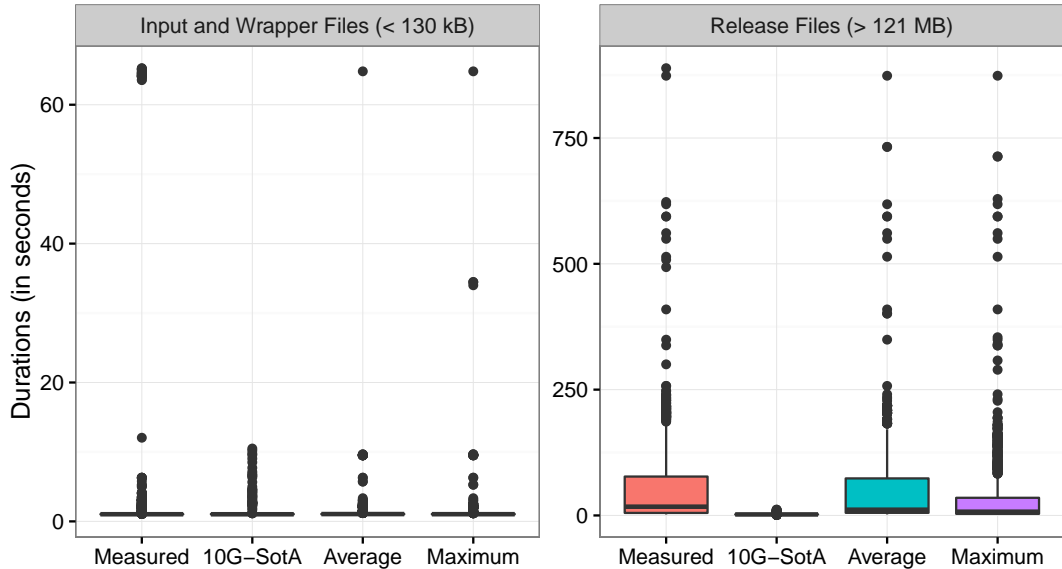 Input and Wrapper Files (< 130 kB)
Release Files (> 121 MB)
Durations (in seconds)
60
40
20
0
750
500
250
0
Measured 10G−SotA Average Maximum
Measured 10G−SotA Average Maximum